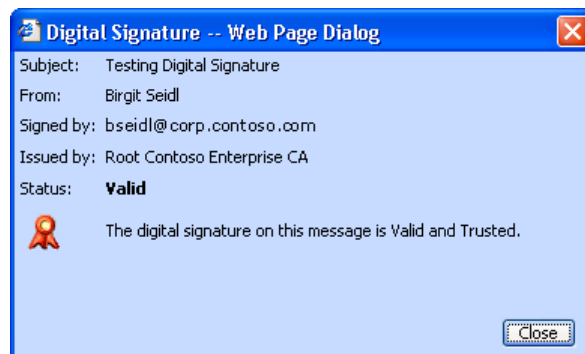 Digital Signature -- Web Page Dialog
Subject: Testing Digital Signature
From: Birgit Seidl
Signed by: bseidl@corp.contoso.com
Issued by: Root Contoso Enterprise CA
Status: Valid
The digital signature on this message is Valid and Trusted.
Close